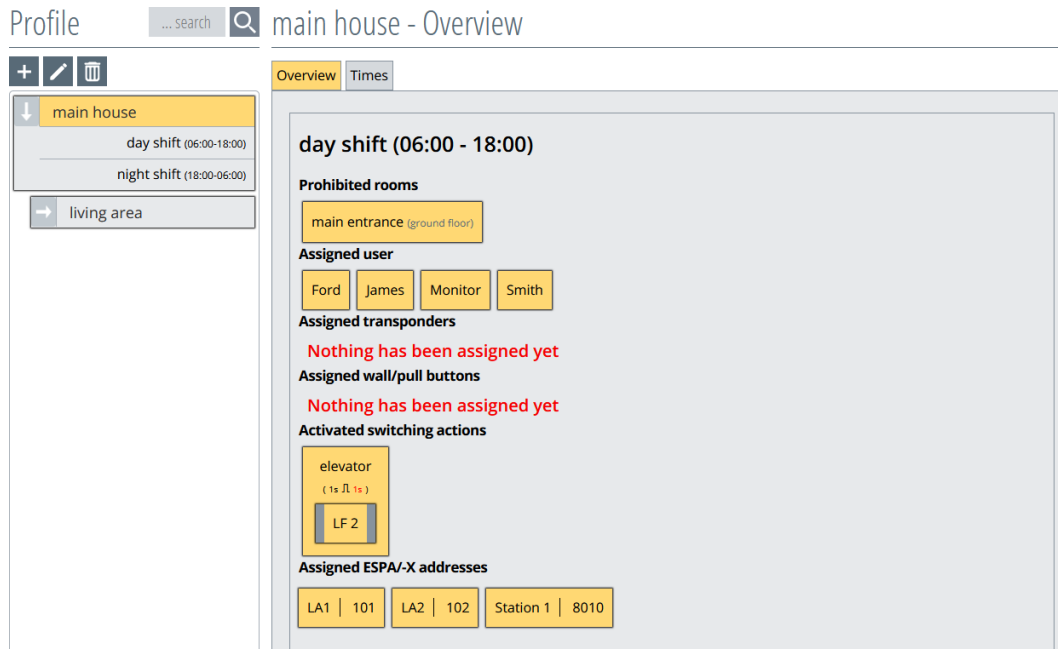 Profile
... search
main house - Overview
Overview Times
main house
day shift (06:00-18:00)
night shift (18:00-06:00)
living area
day shift (06:00 - 18:00)
Prohibited rooms
main entrance (ground floor)
Assigned user
Ford James Monitor Smith
Assigned transponders
Nothing has been assigned yet
Assigned wall/pull buttons
Nothing has been assigned yet
Activated switching actions
elevator
( 1s 1s )
LF 2
Assigned ESPA/-X addresses
LA1 | 101 LA2 | 102 Station 1 | 8010